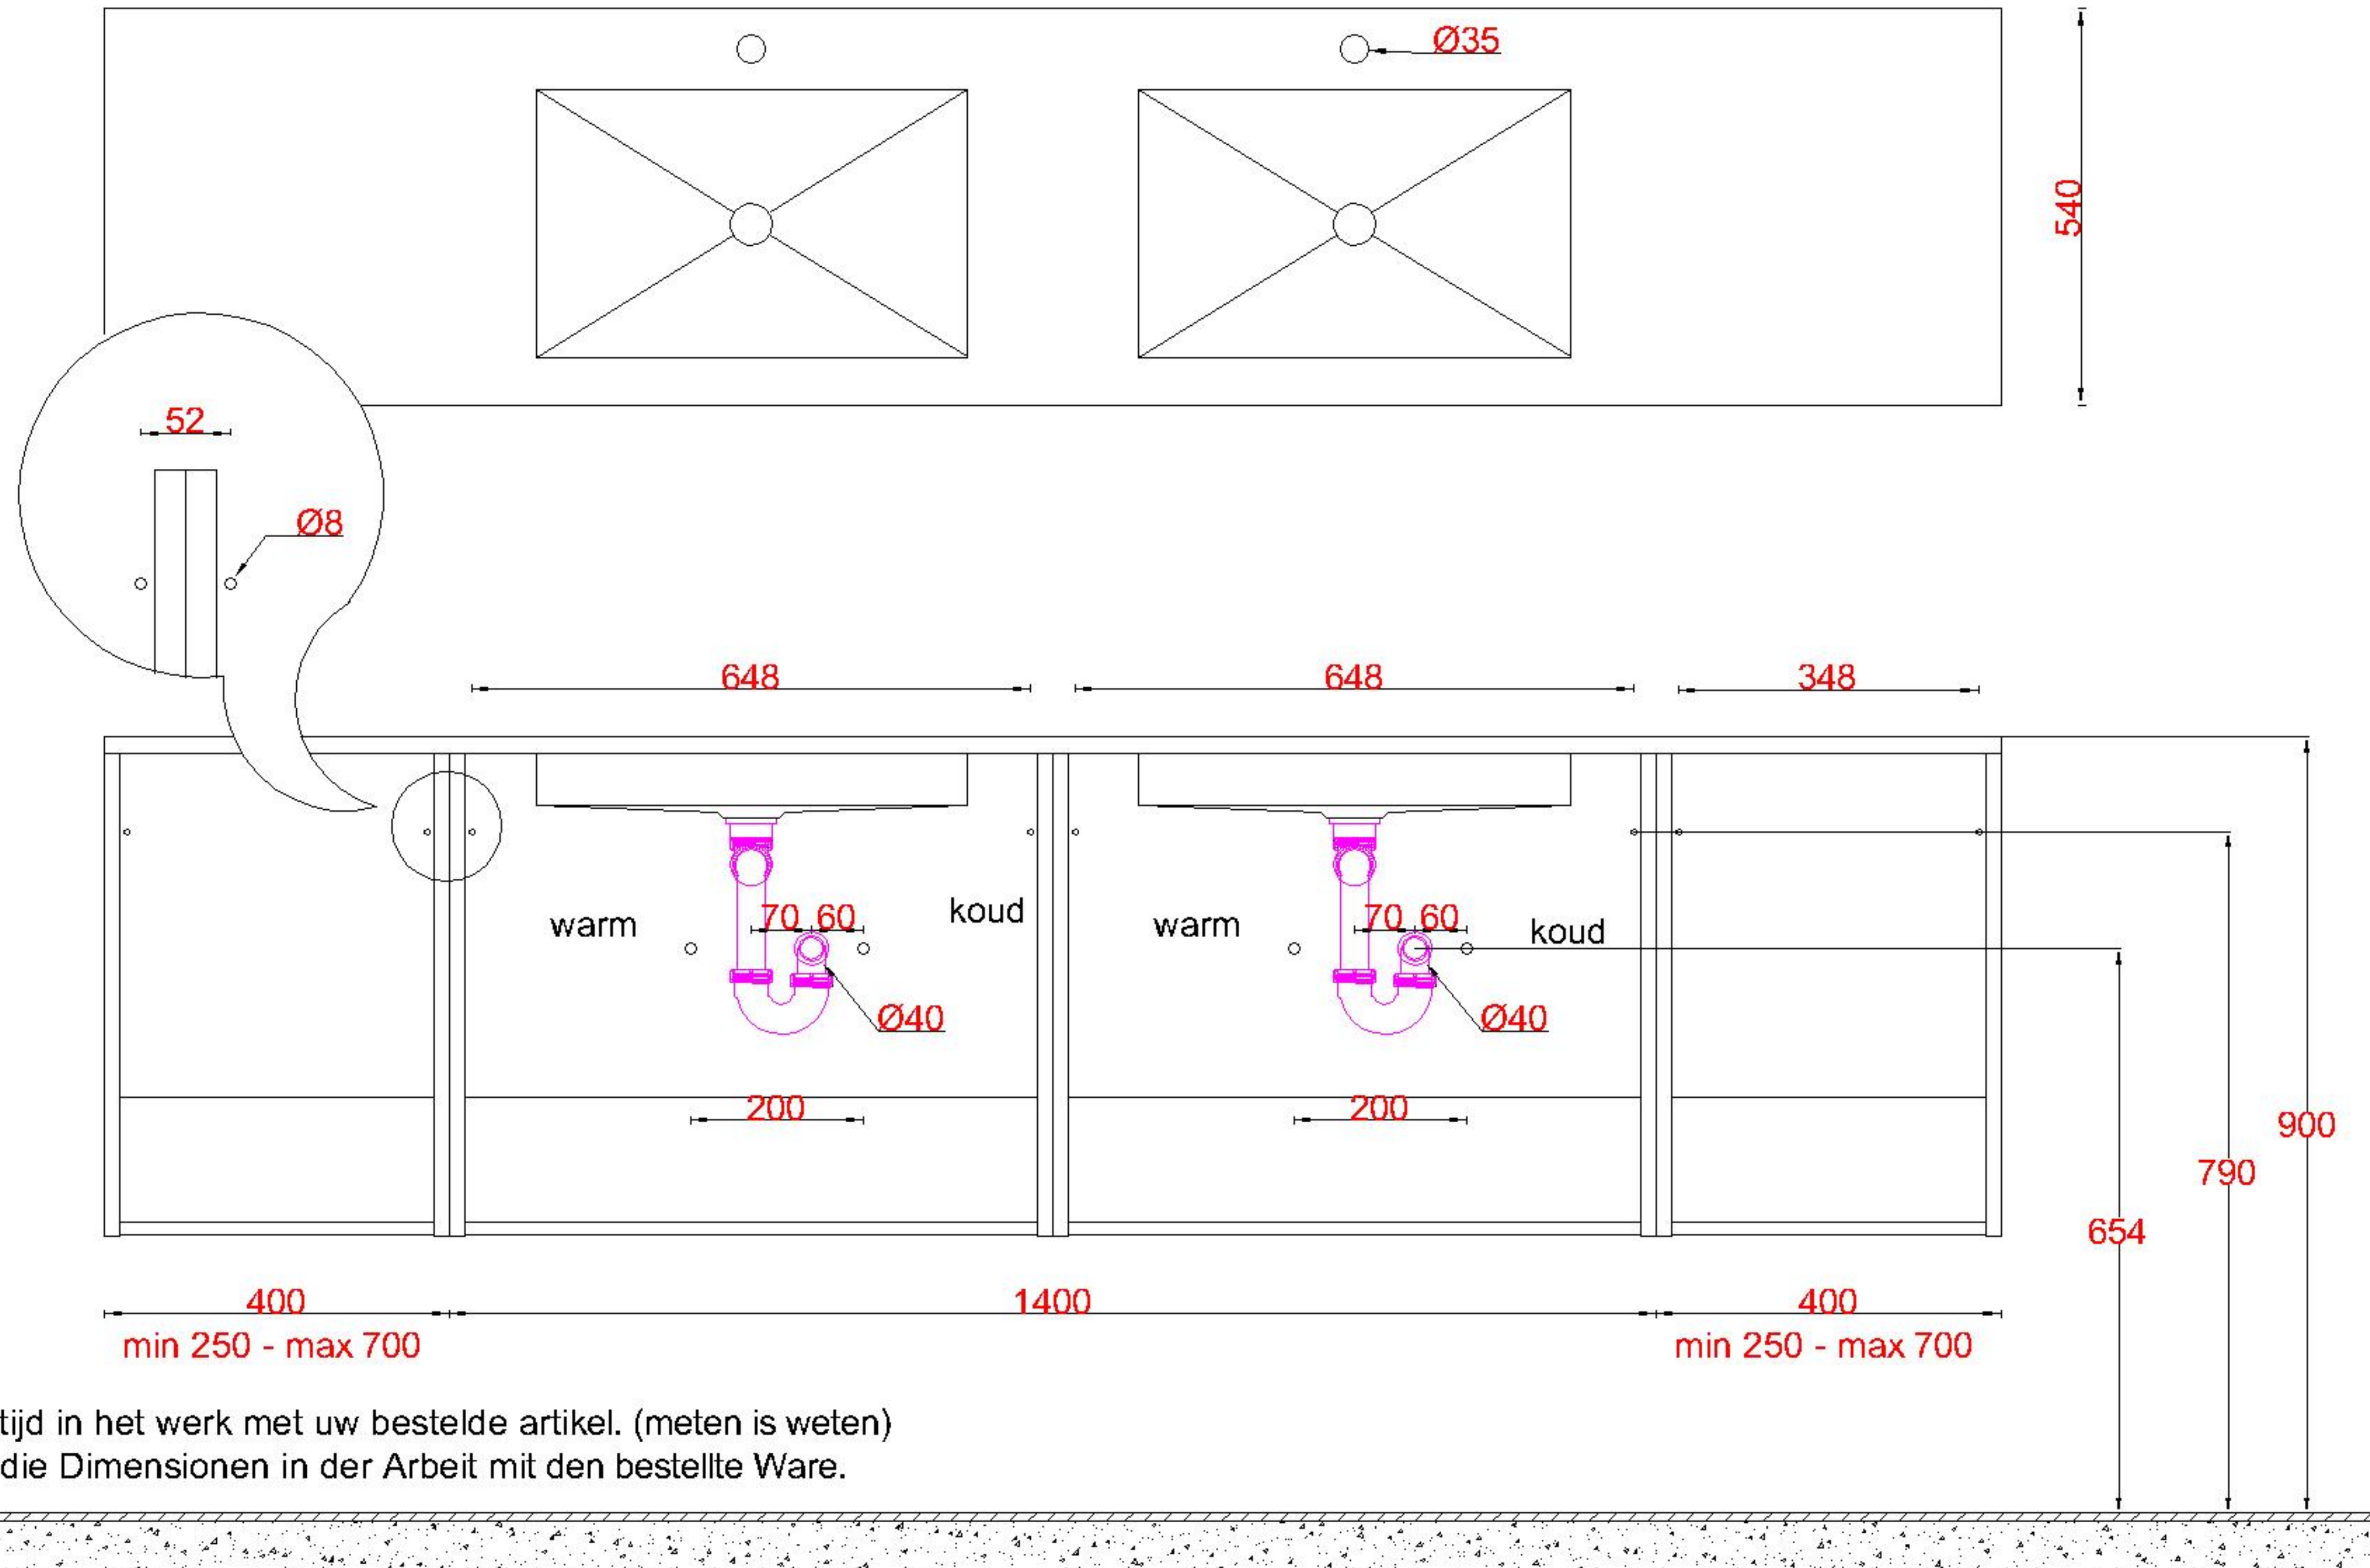 Ø35
540
52
Ø8
648 648 348
warm 70 60 koud warm 70 60 koud
Ø40 Ø40
200 200
900
790
654
400 1400 400
min 250 - max 700 min 250 - max 700
tijd in het werk met uw bestelde artikel. (meten is weten)
die Dimensionen in der Arbeit mit den bestellte Ware.